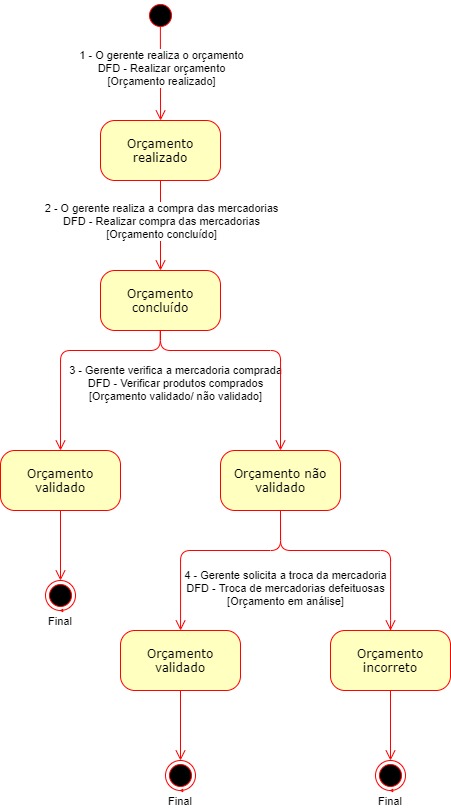 1 - O gerente realiza o orçamento
DFD - Realizar orçamento
[Orçamento realizado]
Orçamento
realizado
2 - O gerente realiza a compra das mercadorias
DFD - Realizar compra das mercadorias
[Orçamento concluído]
Orçamento
concluído
3 - Gerente verifica a mercadoria comprada
DFD - Verificar produtos comprados
[Orçamento validado/ não validado]
Orçamento
validado
Orçamento não
validado
4 - Gerente solicita a troca da mercadoria
DFD - Troca de mercadorias defeituosas
[Orçamento em análise]
Final
Orçamento
validado
Orçamento
incorreto
Final
Final